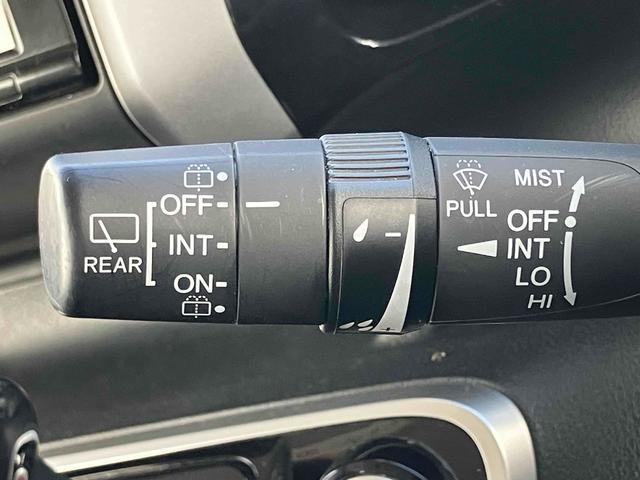 OFF
INT
ON
REAR
PULL
MIST
OFF
INT
LO
HI